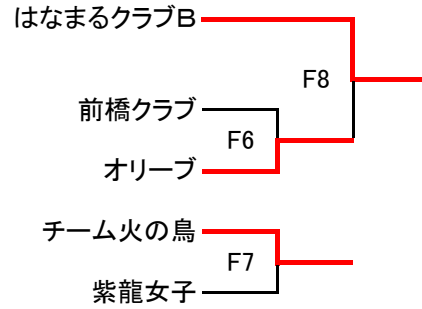 はなまるクラブB
F8
前橋クラブ
F6
オリーブ
チーム火の鳥
F7
紫龍女子